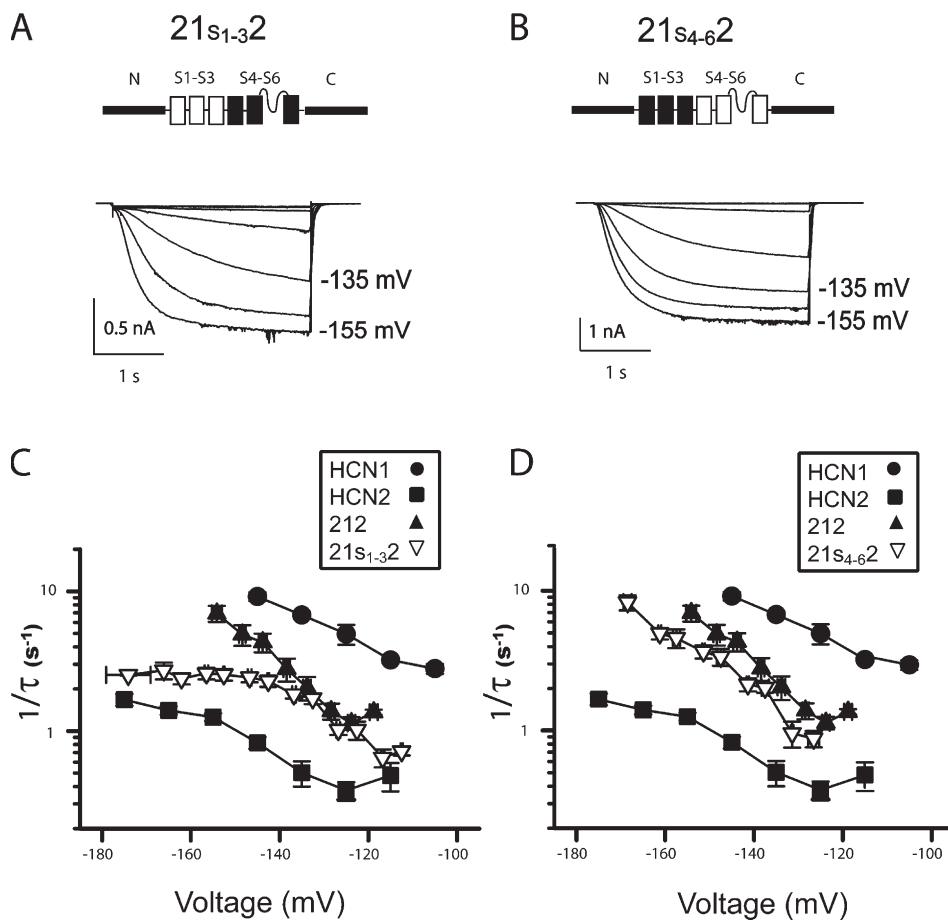 A
21s1-32
N S1-S3 S4-S6 C
-135 mV
-155 mV
0.5 nA
1 s
B
21s4-62
N S1-S3 S4-S6 C
-135 mV
-155 mV
1 nA
1 s
C
HCN1
HCN2
212
21s1-32
10
1
1/τ (s-1)
-180 -160 -140 -120 -100
Voltage (mV)
D
HCN1
HCN2
212
21s4-62
10
1
1/τ (s-1)
-180 -160 -140 -120 -100
Voltage (mV)